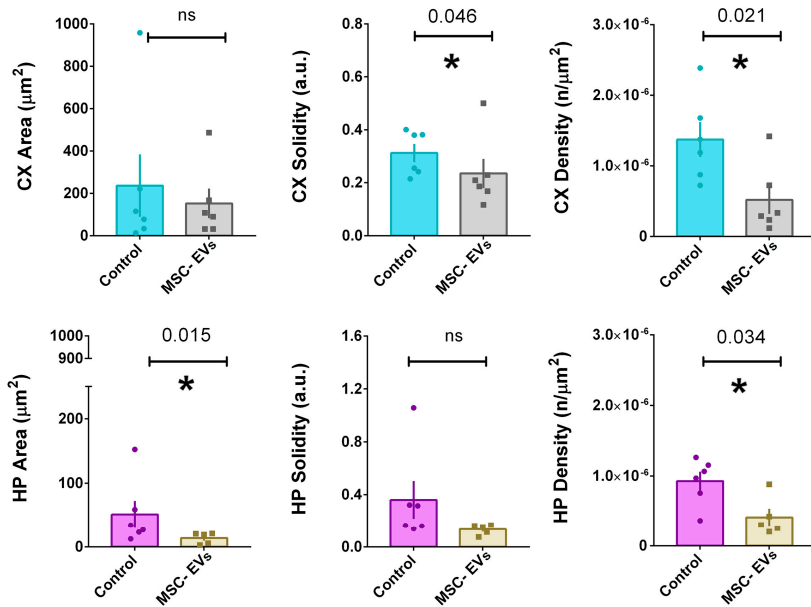 CX Area (μm²)
1000
800
600
400
200
0
ns
Control
MSC- EVs
CX Solidity (a.u.)
0.8
0.6
0.4
0.2
0.0
0.046
*
Control
MSC- EVs
CX Density (n/μm²)
3.0×10⁻⁶
2.0×10⁻⁶
1.0×10⁻⁶
0
0.021
*
Control
MSC- EVs
HP Area (μm²)
1000
900
200
100
0
0.015
*
Control
MSC- EVs
HP Solidity (a.u.)
1.6
1.2
0.8
0.4
0.0
ns
Control
MSC- EVs
HP Density (n/μm²)
3.0×10⁻⁶
2.0×10⁻⁶
1.0×10⁻⁶
0
0.034
*
Control
MSC- EVs